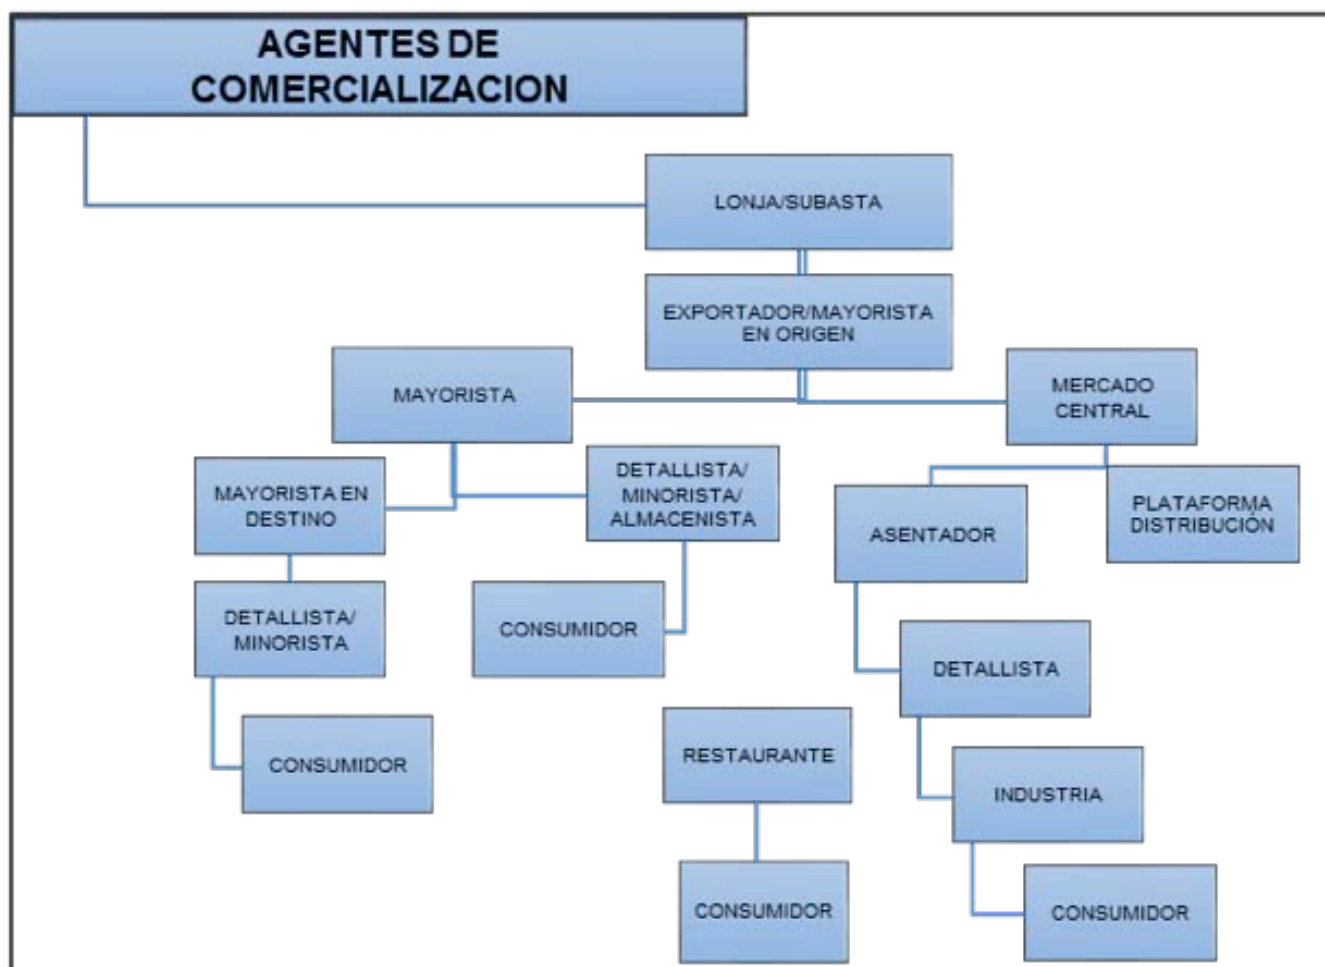 AGENTES DE
COMERCIALIZACION
LONJA/SUBASTA
EXPORTADOR/MAYORISTA
EN ORIGEN
MAYORISTA
MERCADO
CENTRAL
MAYORISTA EN
DESTINO
DETALLISTA/
MINORISTA/
ALMACENISTA
ASENTADOR
PLATAFORMA
DISTRIBUCIÓN
DETALLISTA/
MINORISTA
CONSUMIDOR
DETALLISTA
CONSUMIDOR
RESTAURANTE
INDUSTRIA
CONSUMIDOR
CONSUMIDOR